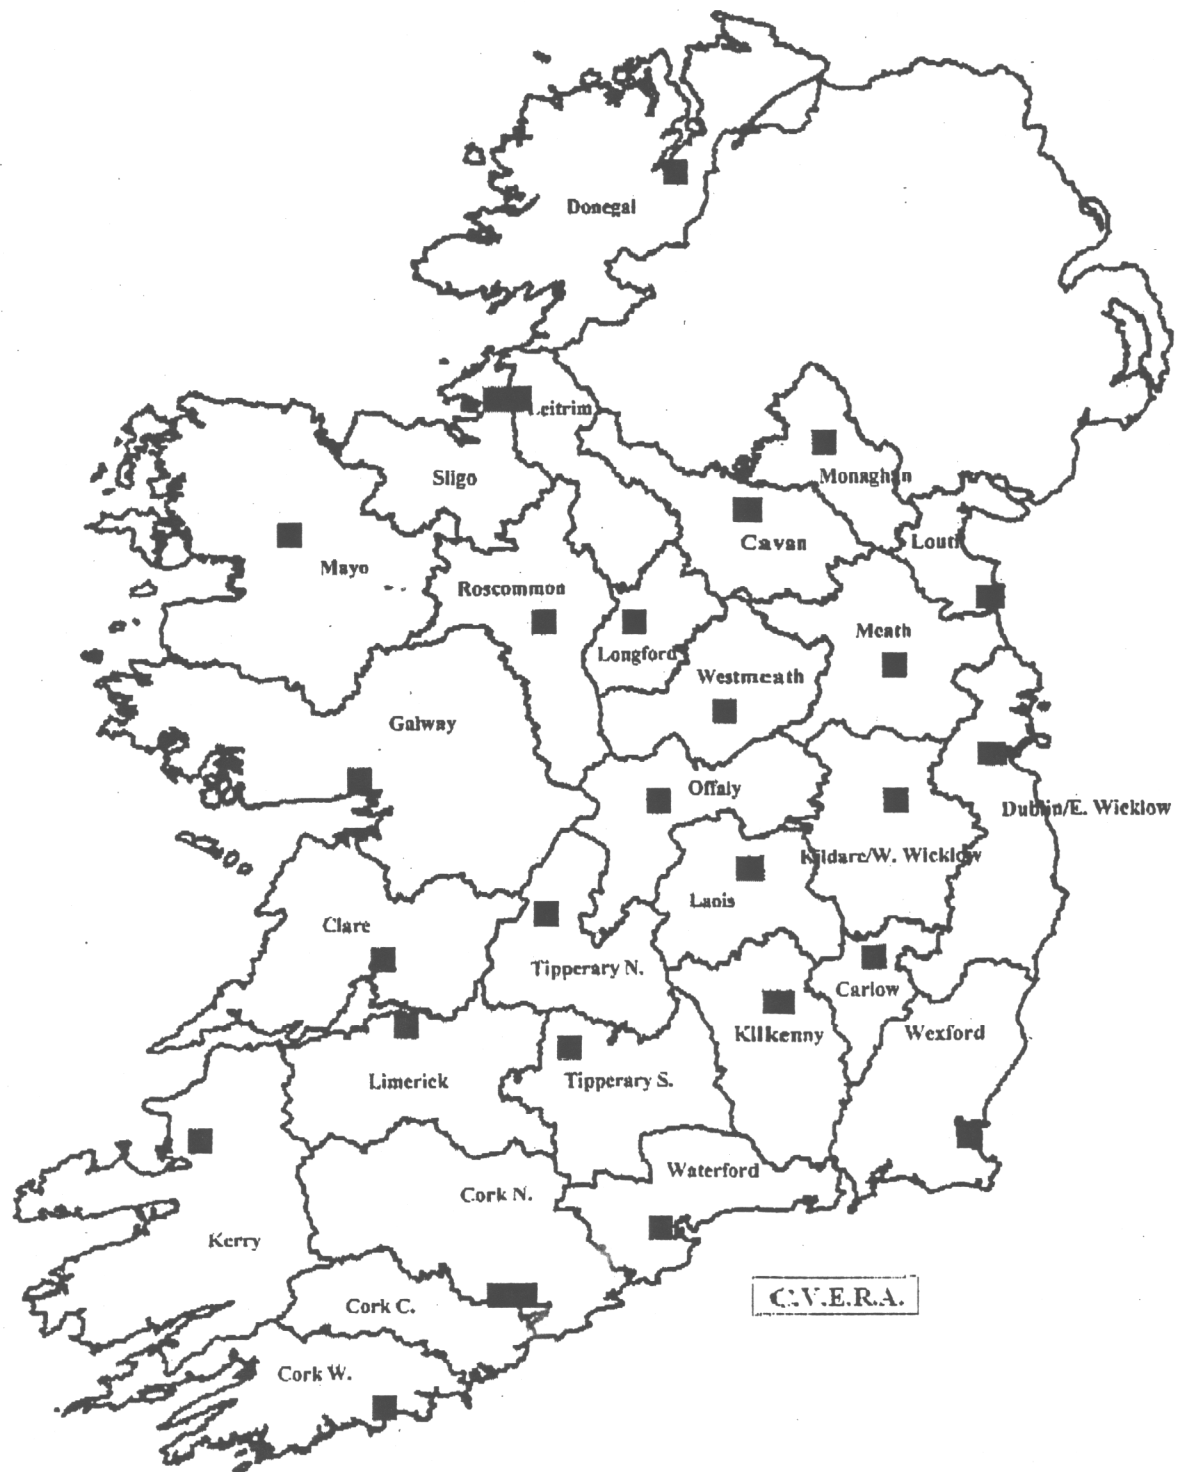 Donegal
Leitrim
Monaghan
Sligo
Cavan
Louth
Mayo
Roscommon
Meath
Longford
Westmeath
Galway
Offaly
Dublin/E. Wicklow
Kildare/W. Wicklow
Laois
Clare
Tipperary N.
Carlow
Kilkenny
Wexford
Limerick
Tipperary S.
Waterford
Cork N.
Kerry
C.V.E.R.A.
Cork C.
Cork W.